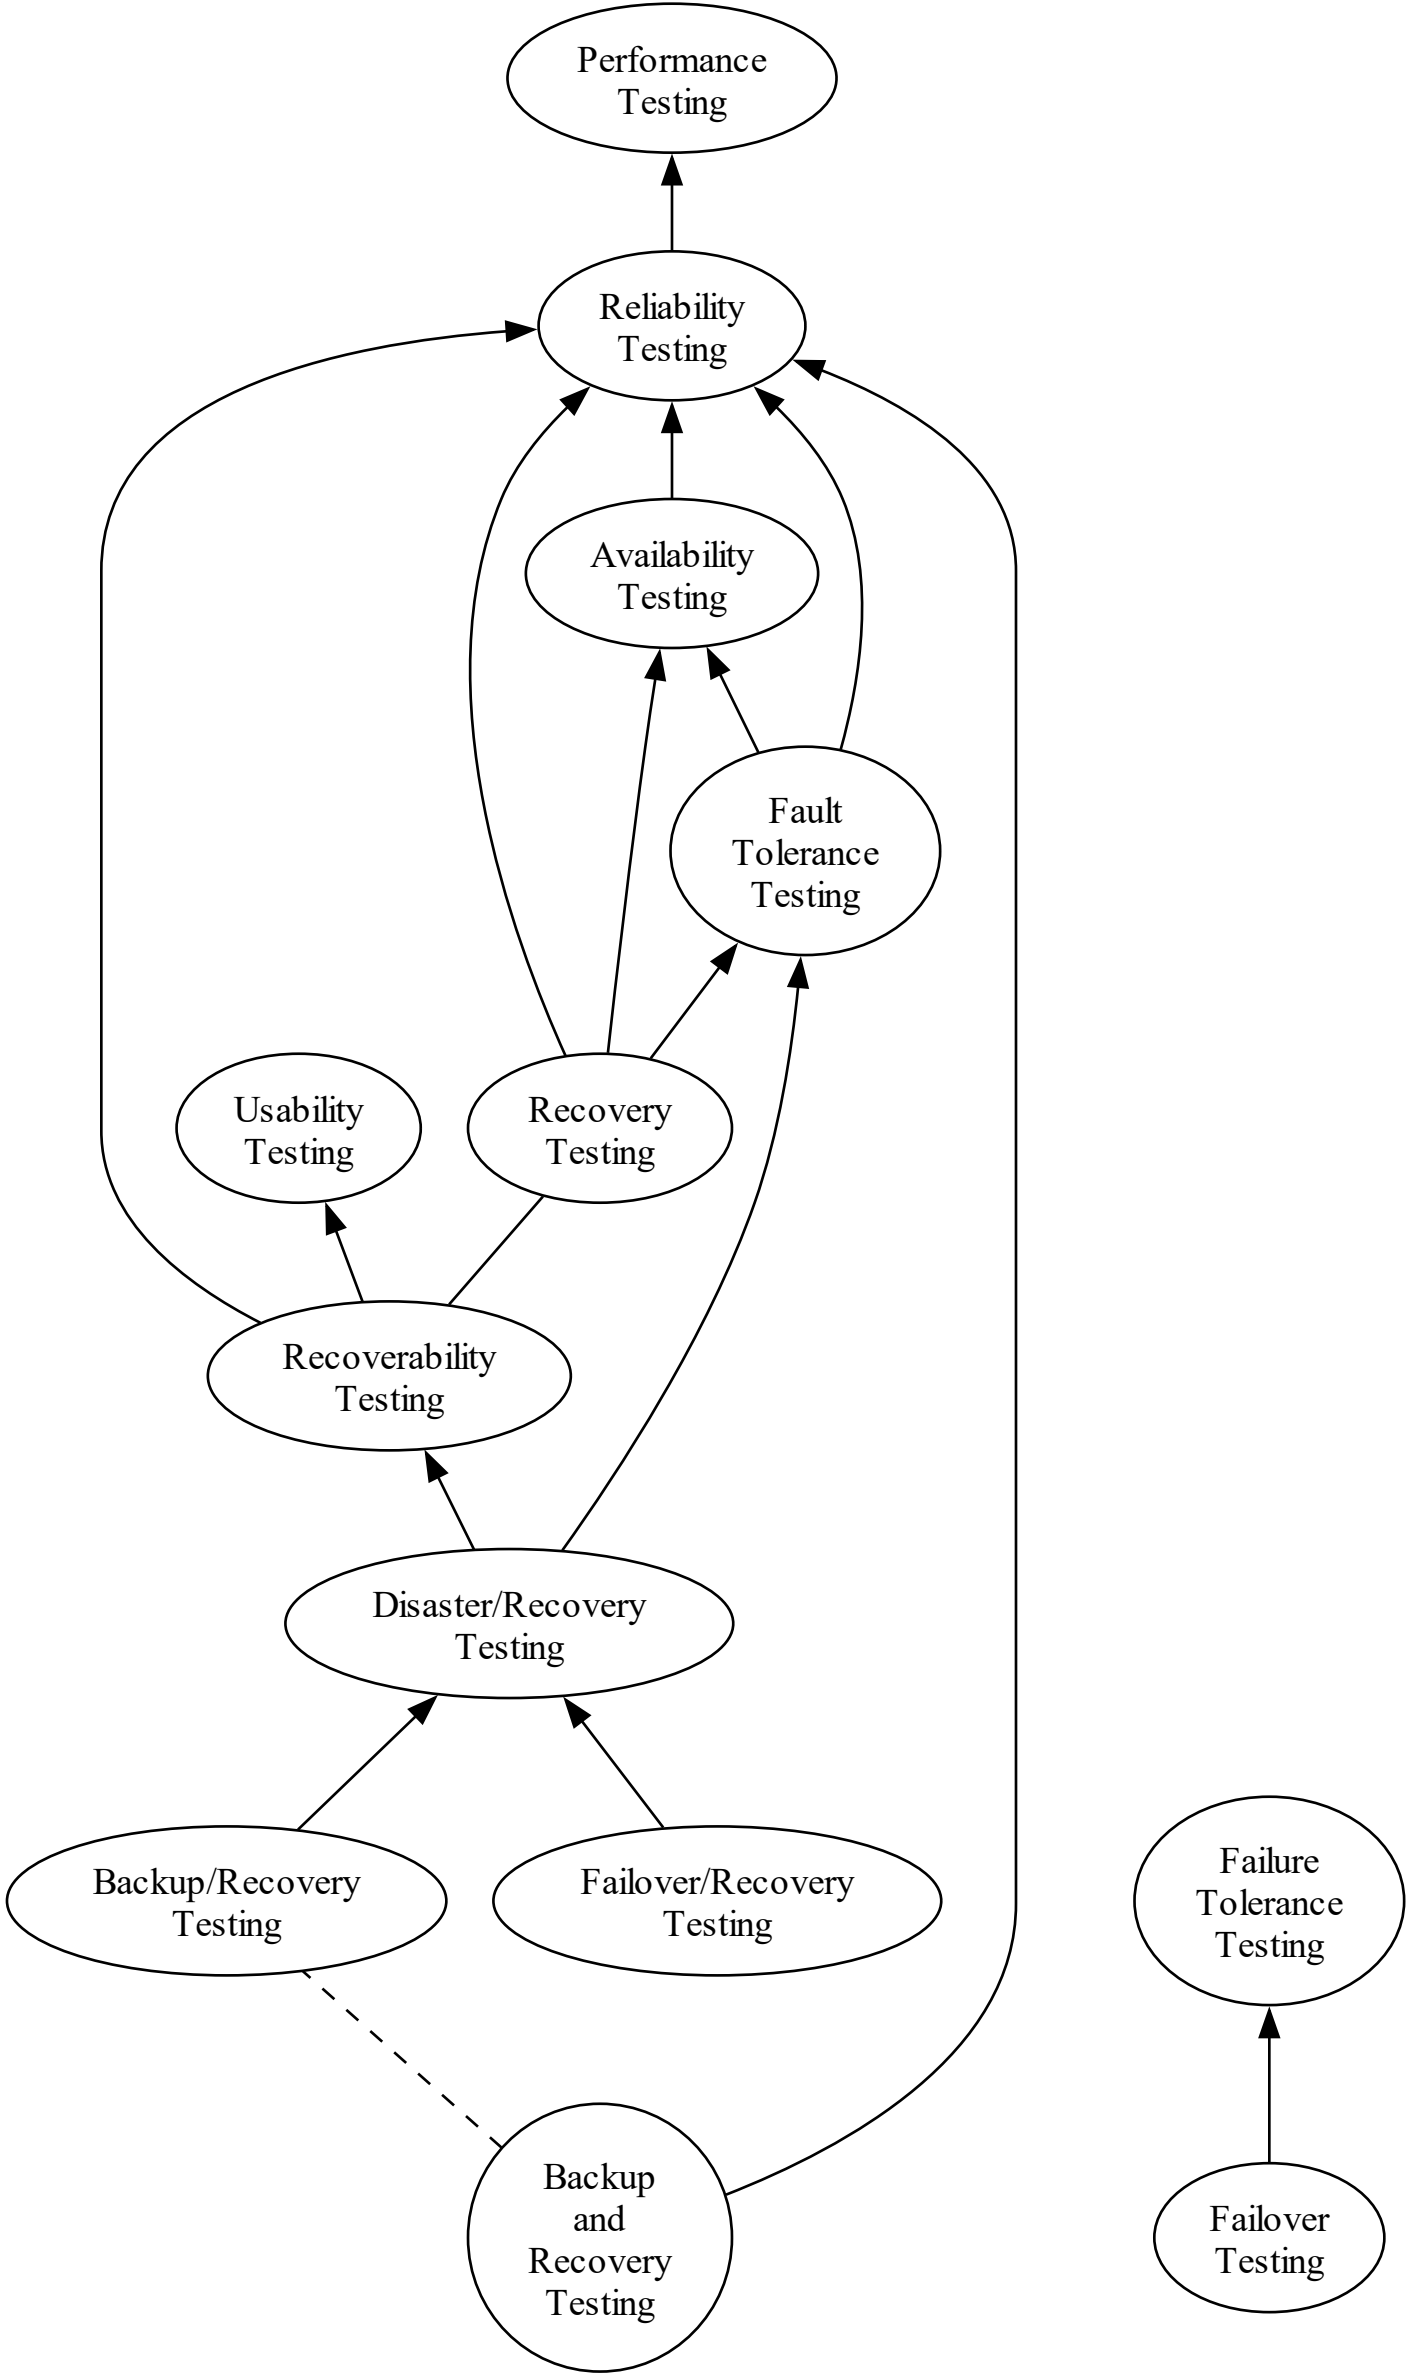 Performance
Testing
Reliability
Testing
Availability
Testing
Fault
Tolerance
Testing
Usability
Testing
Recovery
Testing
Recoverability
Testing
Disaster/Recovery
Testing
Backup/Recovery
Testing
Failover/Recovery
Testing
Failure
Tolerance
Testing
Backup
and
Recovery
Testing
Failover
Testing